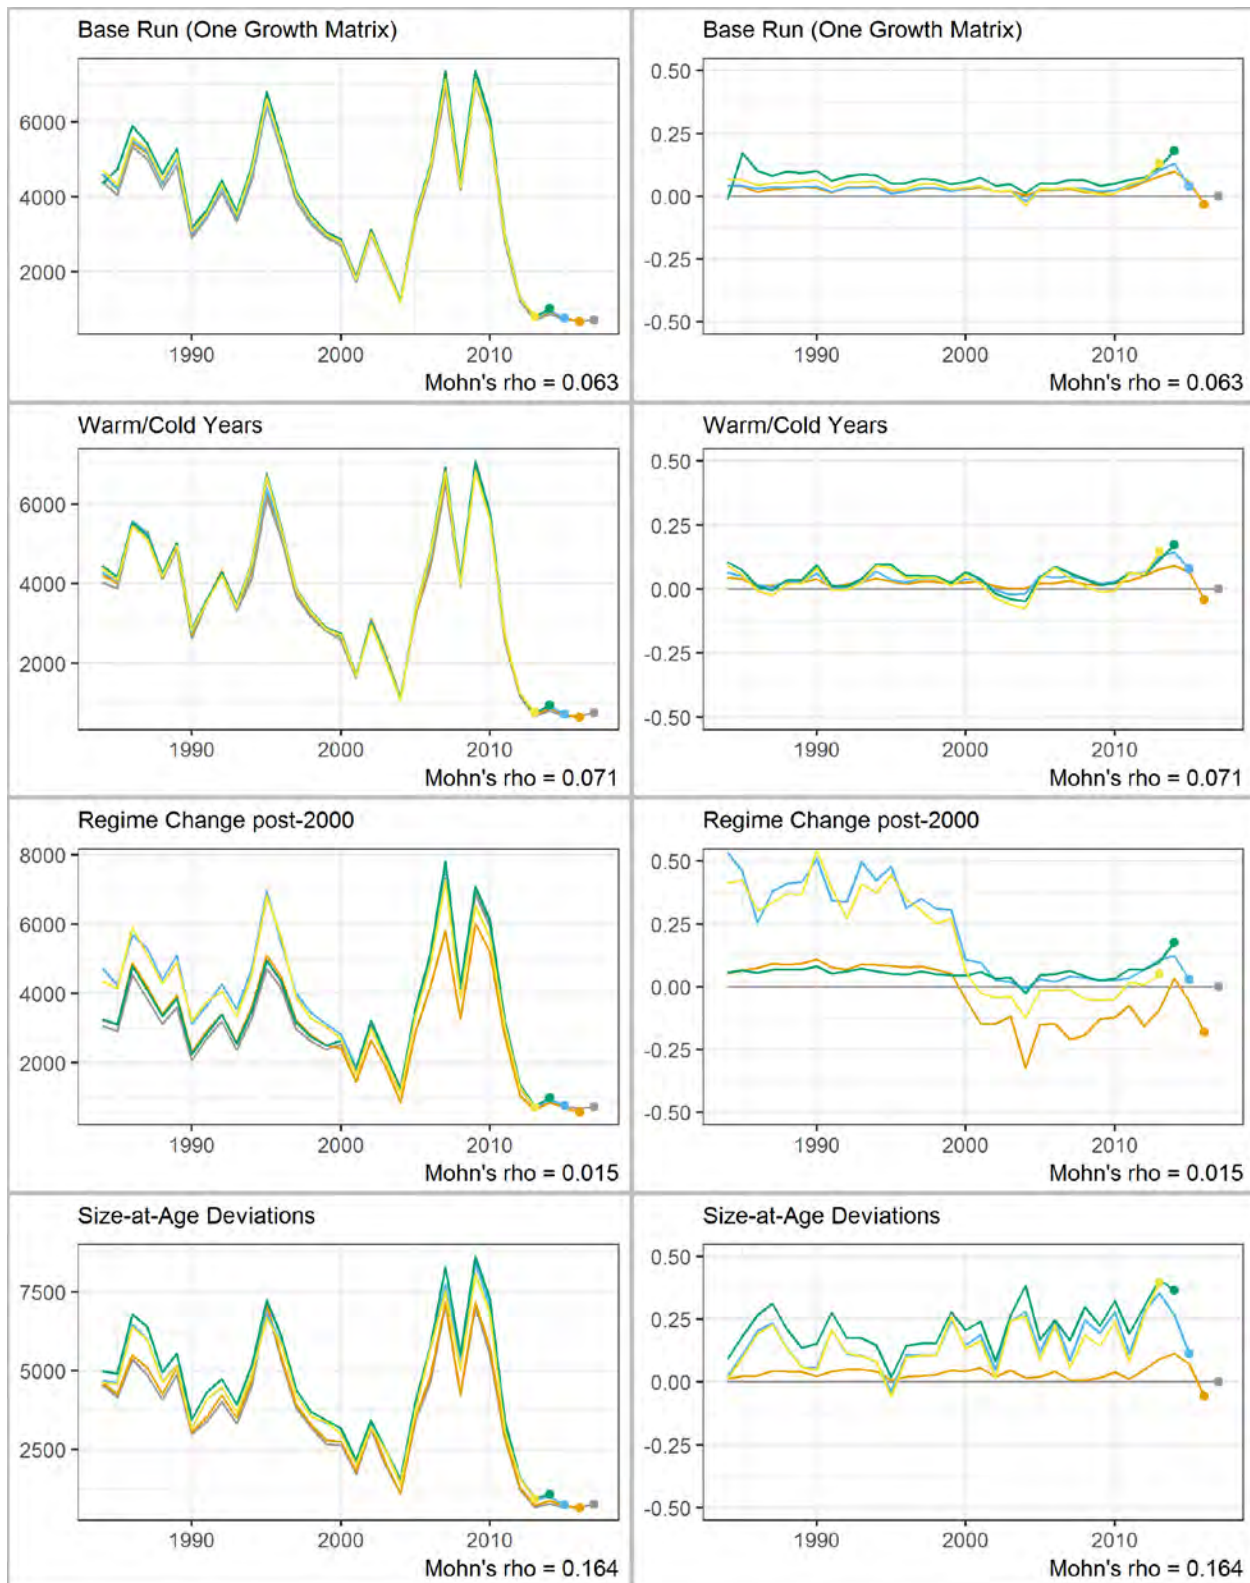 Base Run (One Growth Matrix)
6000
4000
2000
1990 2000 2010
Mohn's rho = 0.063
Base Run (One Growth Matrix)
0.50
0.25
0.00
-0.25
-0.50
1990 2000 2010
Mohn's rho = 0.063
Warm/Cold Years
6000
4000
2000
1990 2000 2010
Mohn's rho = 0.071
Warm/Cold Years
0.50
0.25
0.00
-0.25
-0.50
1990 2000 2010
Mohn's rho = 0.071
Regime Change post-2000
8000
6000
4000
2000
1990 2000 2010
Mohn's rho = 0.015
Regime Change post-2000
0.50
0.25
0.00
-0.25
-0.50
1990 2000 2010
Mohn's rho = 0.015
Size-at-Age Deviations
7500
5000
2500
1990 2000 2010
Mohn's rho = 0.164
Size-at-Age Deviations
0.50
0.25
0.00
-0.25
-0.50
1990 2000 2010
Mohn's rho = 0.164